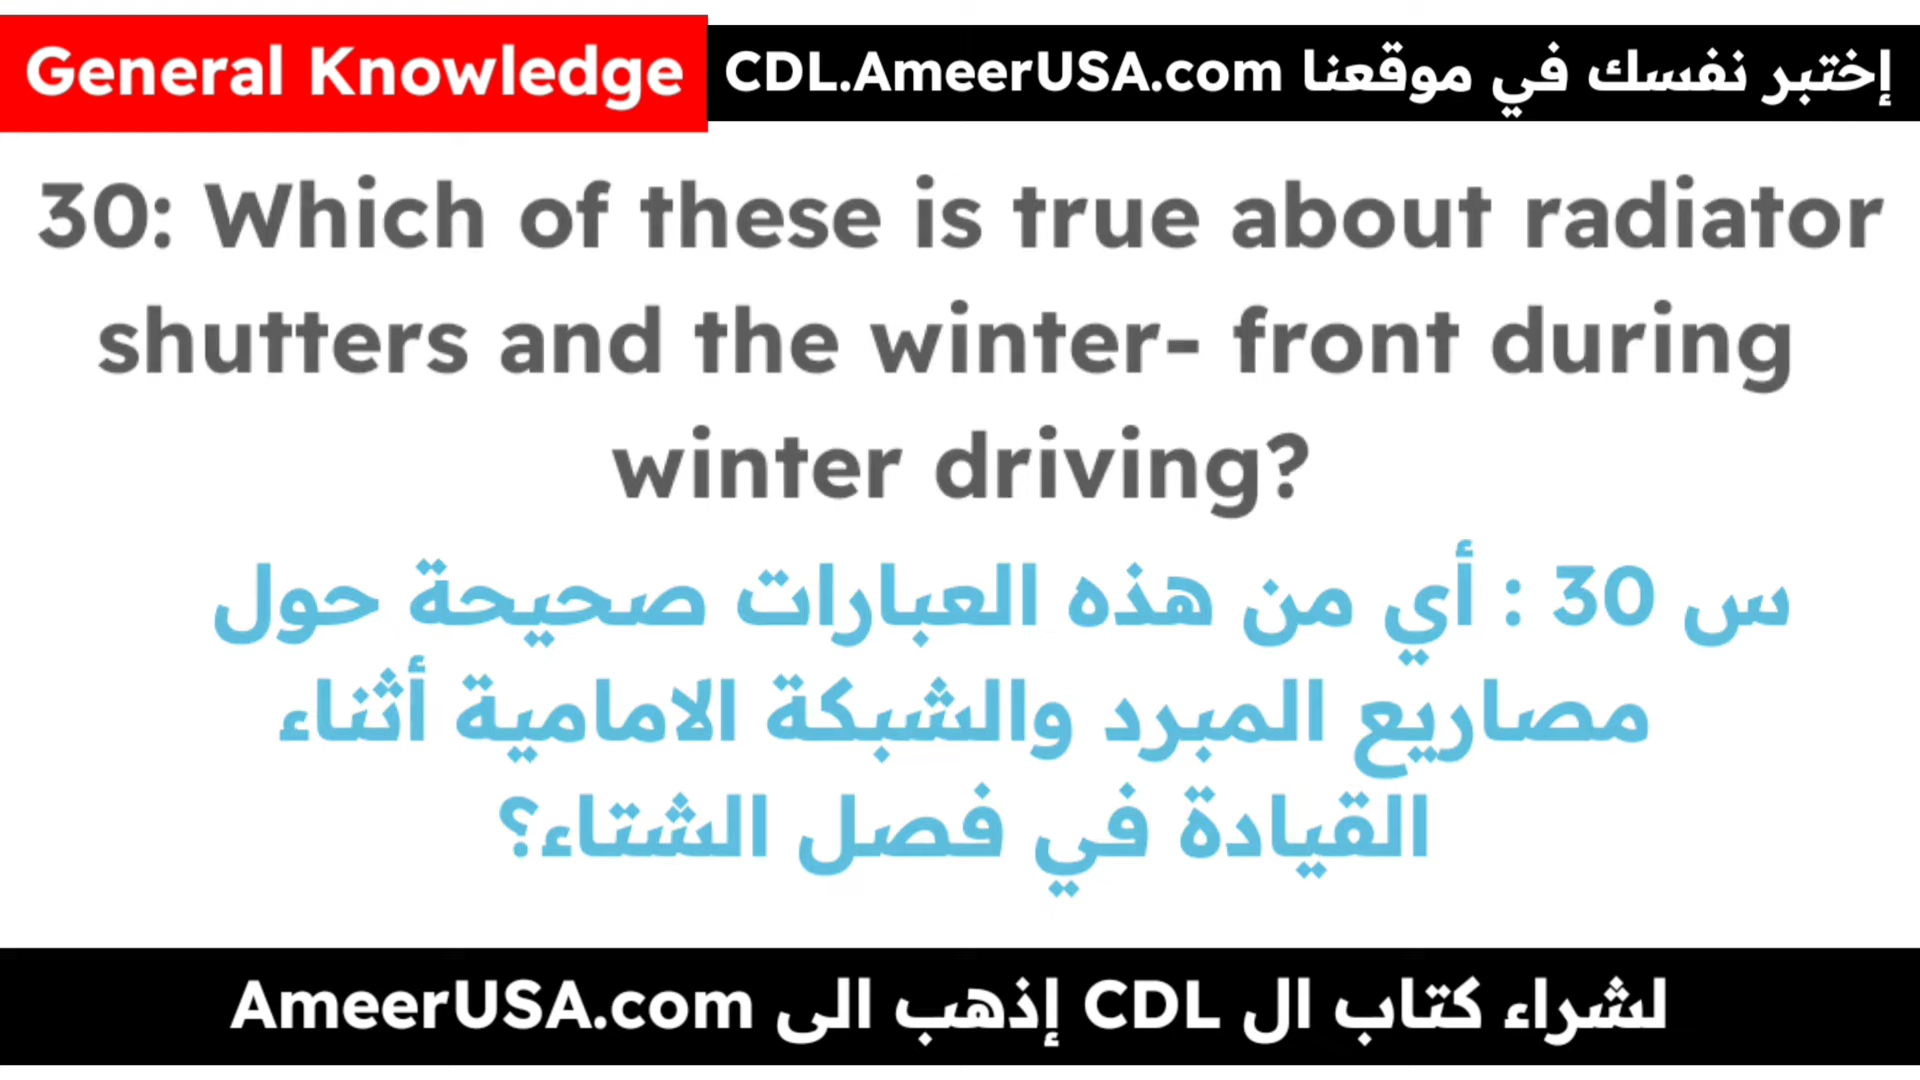 General Knowledge
إختبر نفسك في موقعنا CDL.AmeerUSA.com
30: Which of these is true about radiator
shutters and the winter- front during
winter driving?
س 30 : أي من هذه العبارات صحيحة حول
مصاريع المبرد والشبكة الامامية أثناء
القيادة في فصل الشتاء؟
لشراء كتاب ال CDL إذهب الى AmeerUSA.com